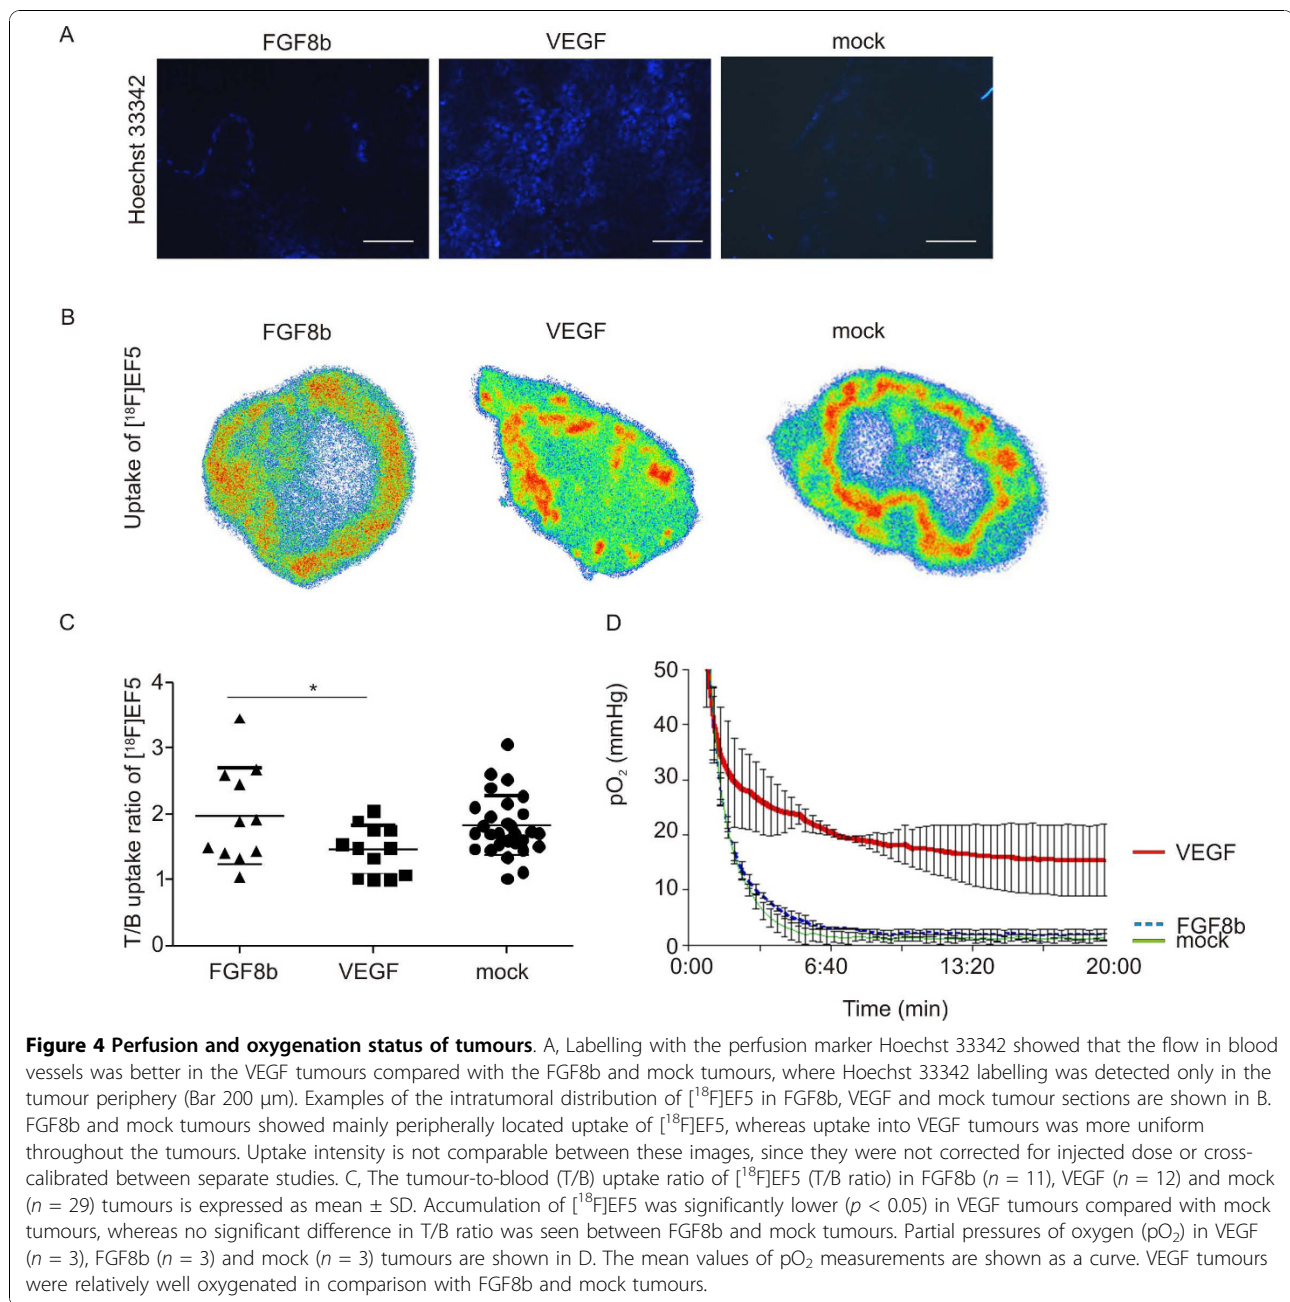 A
FGF8b
VEGF
mock
Hoechst 33342
B
FGF8b
VEGF
mock
Uptake of [¹⁸F]EF5
C
T/B uptake ratio of [¹⁸F]EF5
4
3
2
1
0
*
FGF8b
VEGF
mock
D
pO₂ (mmHg)
50
40
30
20
10
0
0:00
6:40
13:20
20:00
Time (min)
VEGF
FGF8b
mock
Figure 4 Perfusion and oxygenation status of tumours. A, Labelling with the perfusion marker Hoechst 33342 showed that the flow in blood
vessels was better in the VEGF tumours compared with the FGF8b and mock tumours, where Hoechst 33342 labelling was detected only in the
tumour periphery (Bar 200 μm). Examples of the intratumoral distribution of [¹⁸F]EF5 in FGF8b, VEGF and mock tumour sections are shown in B.
FGF8b and mock tumours showed mainly peripherally located uptake of [¹⁸F]EF5, whereas uptake into VEGF tumours was more uniform
throughout the tumours. Uptake intensity is not comparable between these images, since they were not corrected for injected dose or cross-
calibrated between separate studies. C, The tumour-to-blood (T/B) uptake ratio of [¹⁸F]EF5 (T/B ratio) in FGF8b (n = 11), VEGF (n = 12) and mock
(n = 29) tumours is expressed as mean ± SD. Accumulation of [¹⁸F]EF5 was significantly lower (p < 0.05) in VEGF tumours compared with mock
tumours, whereas no significant difference in T/B ratio was seen between FGF8b and mock tumours. Partial pressures of oxygen (pO₂) in VEGF
(n = 3), FGF8b (n = 3) and mock (n = 3) tumours are shown in D. The mean values of pO₂ measurements are shown as a curve. VEGF tumours
were relatively well oxygenated in comparison with FGF8b and mock tumours.